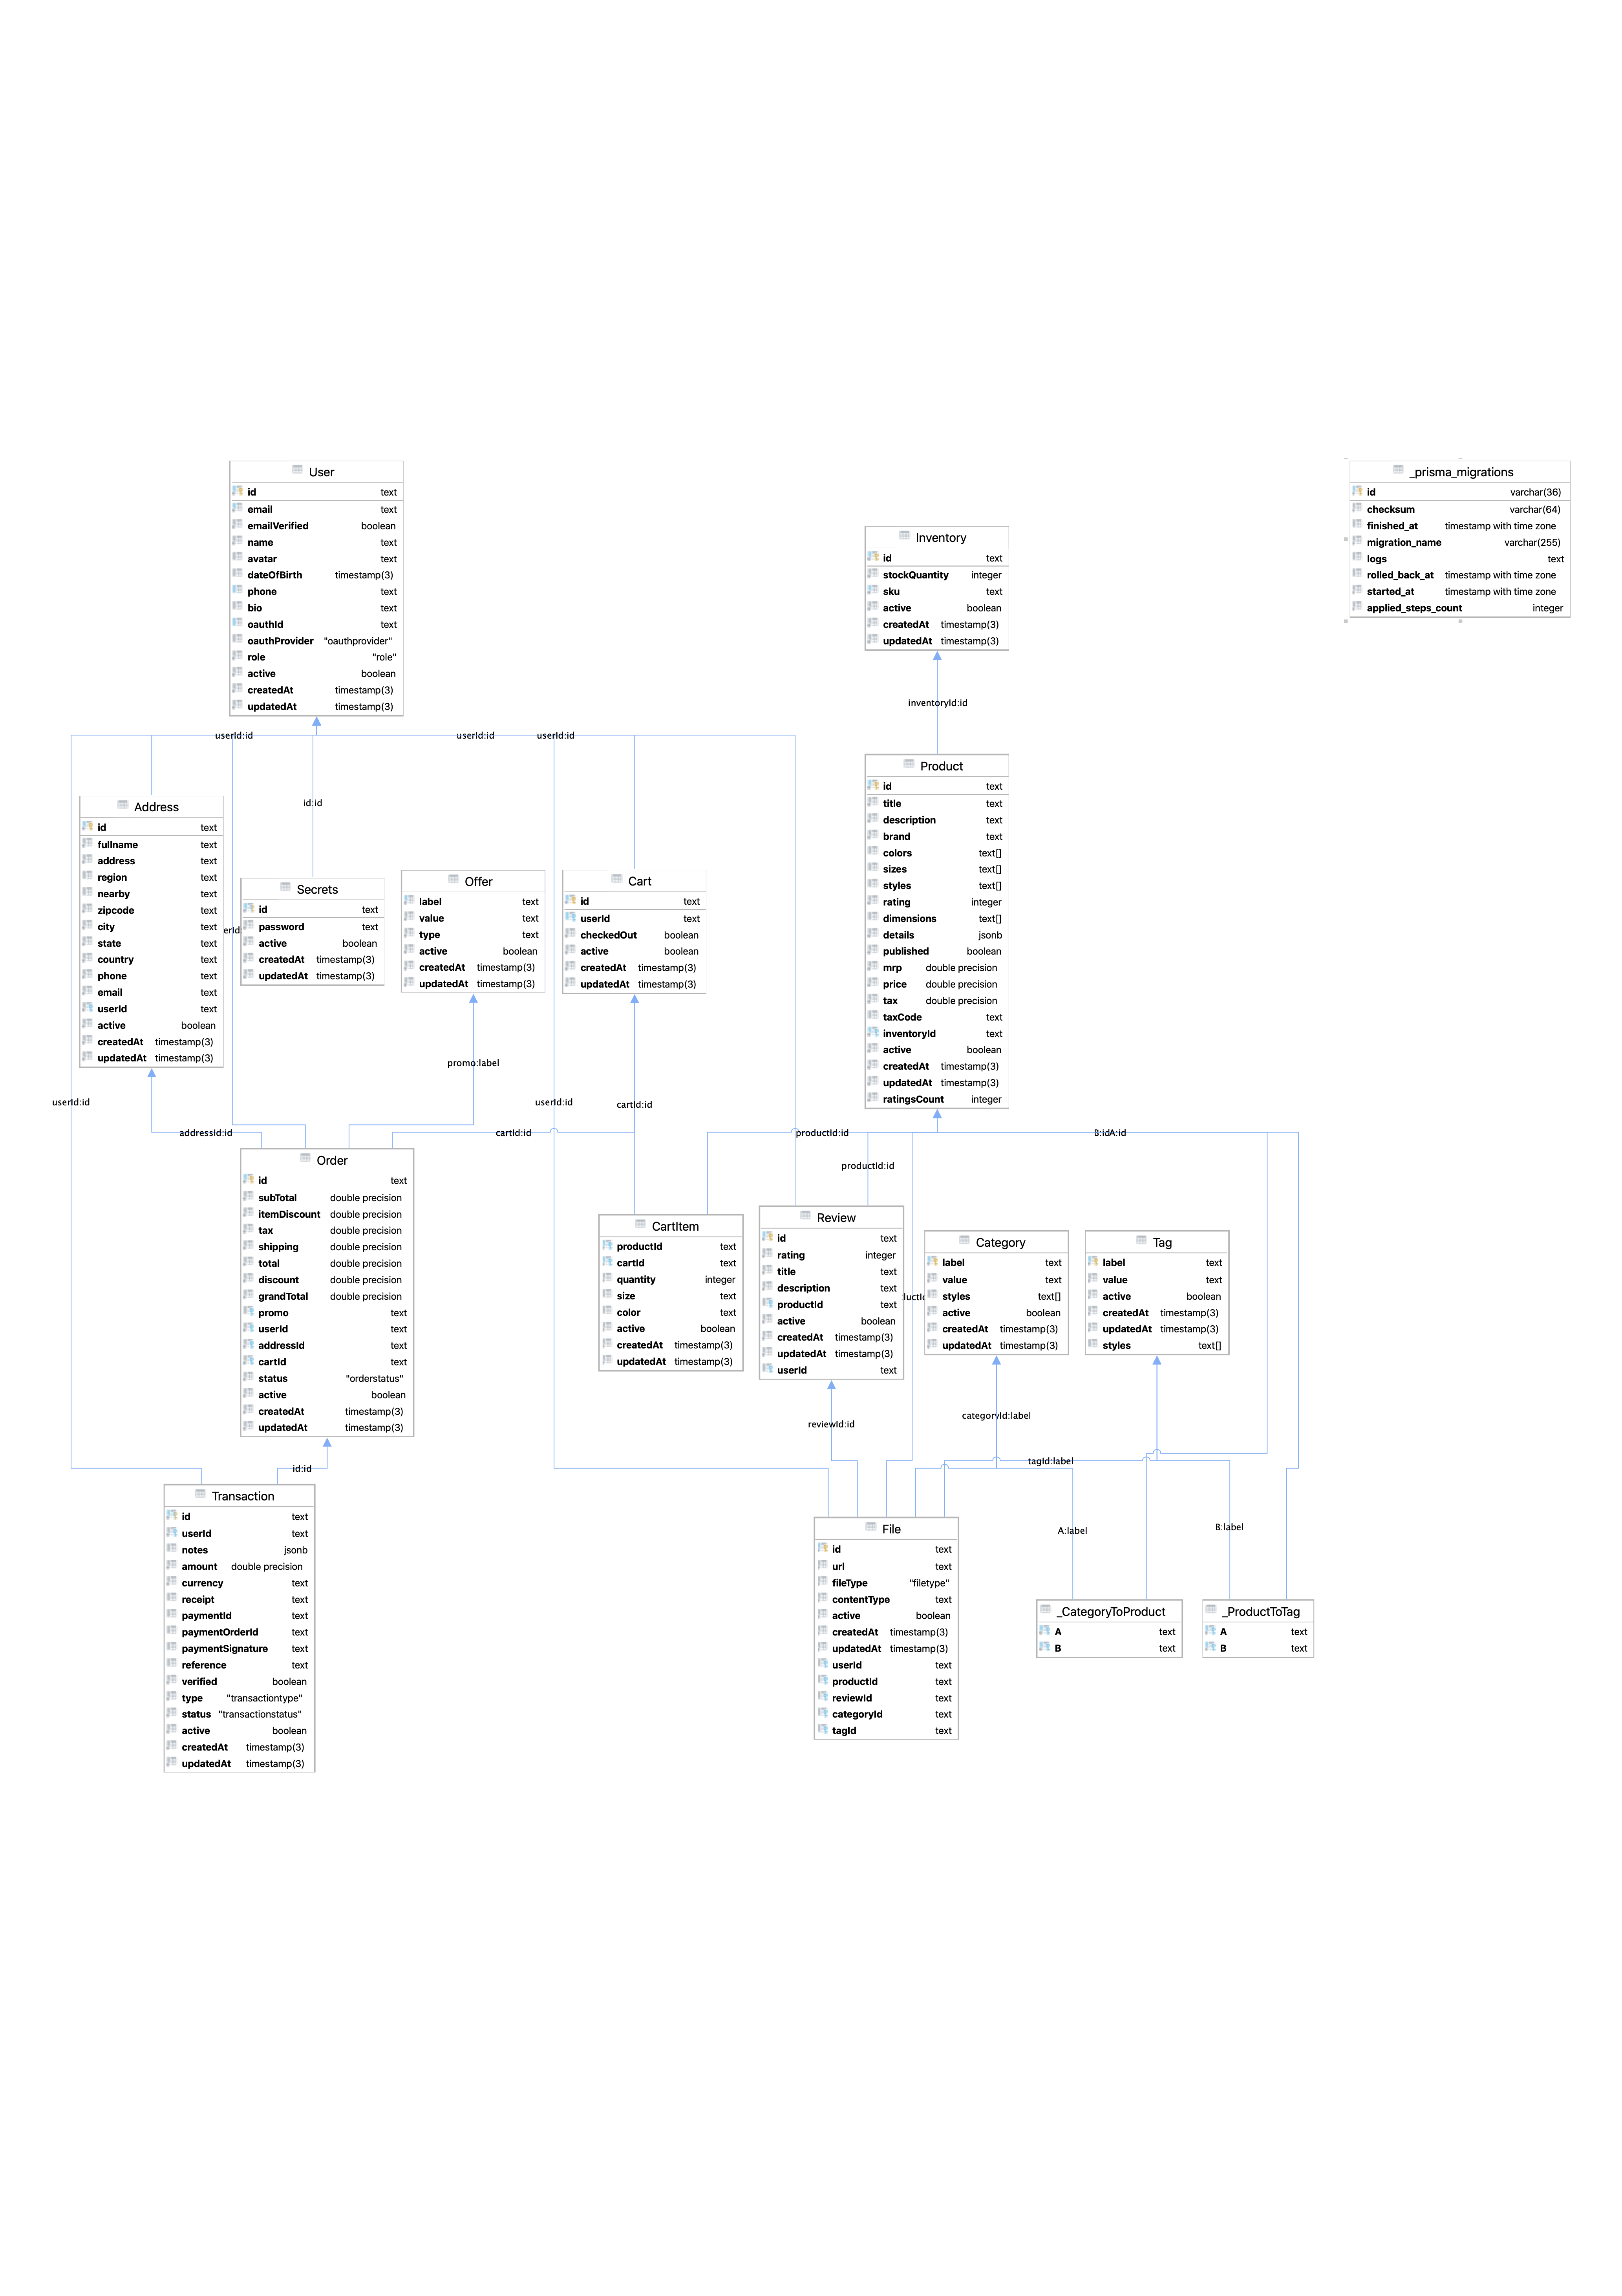 User
id text
email text
emailVerified boolean
name text
avatar text
dateOfBirth timestamp(3)
phone text
bio text
oauthId text
oauthProvider "oauthprovider"
role "role"
active boolean
createdAt timestamp(3)
updatedAt timestamp(3)
Inventory
id text
stockQuantity integer
sku text
active boolean
createdAt timestamp(3)
updatedAt timestamp(3)
_prisma_migrations
id varchar(36)
checksum varchar(64)
finished_at timestamp with time zone
migration_name varchar(255)
logs text
rolled_back_at timestamp with time zone
started_at timestamp with time zone
applied_steps_count integer
inventoryId:id
userId:id userId:id userId:id
id:id
Address
id text
fullname text
address text
region text
nearby text
zipcode text
city text
state text
country text
phone text
email text
userId text
active boolean
createdAt timestamp(3)
updatedAt timestamp(3)
Secrets
id text
password text
active boolean
createdAt timestamp(3)
updatedAt timestamp(3)
Offer
label text
value text
type text
active boolean
createdAt timestamp(3)
updatedAt timestamp(3)
Cart
id text
userId text
checkedOut boolean
active boolean
createdAt timestamp(3)
updatedAt timestamp(3)
Product
id text
title text
description text
brand text
colors text[]
sizes text[]
styles text[]
rating integer
dimensions text[]
details jsonb
published boolean
mrp double precision
price double precision
tax double precision
taxCode text
inventoryId text
active boolean
createdAt timestamp(3)
updatedAt timestamp(3)
ratingsCount integer
promo:label
userId:id userId:id cartId:id
addressId:id cartId:id productId:id B:id A:id
productId:id
Order
id text
subTotal double precision
itemDiscount double precision
tax double precision
shipping double precision
total double precision
discount double precision
grandTotal double precision
promo text
userId text
addressId text
cartId text
status "orderstatus"
active boolean
createdAt timestamp(3)
updatedAt timestamp(3)
CartItem
productId text
cartId text
quantity integer
size text
color text
active boolean
createdAt timestamp(3)
updatedAt timestamp(3)
Review
id text
rating integer
title text
description text
productId text
active boolean
createdAt timestamp(3)
updatedAt timestamp(3)
userId text
Category
label text
value text
styles text[]
active boolean
createdAt timestamp(3)
updatedAt timestamp(3)
Tag
label text
value text
active boolean
createdAt timestamp(3)
updatedAt timestamp(3)
styles text[]
reviewId:id categoryId:label
id:id tagId:label
Transaction
id text
userId text
notes jsonb
amount double precision
currency text
receipt text
paymentId text
paymentOrderId text
paymentSignature text
reference text
verified boolean
type "transactiontype"
status "transactionstatus"
active boolean
createdAt timestamp(3)
updatedAt timestamp(3)
File
id text
url text
fileType "filetype"
contentType text
active boolean
createdAt timestamp(3)
updatedAt timestamp(3)
userId text
productId text
reviewId text
categoryId text
tagId text
A:label B:label
_CategoryToProduct
A text
B text
_ProductToTag
A text
B text